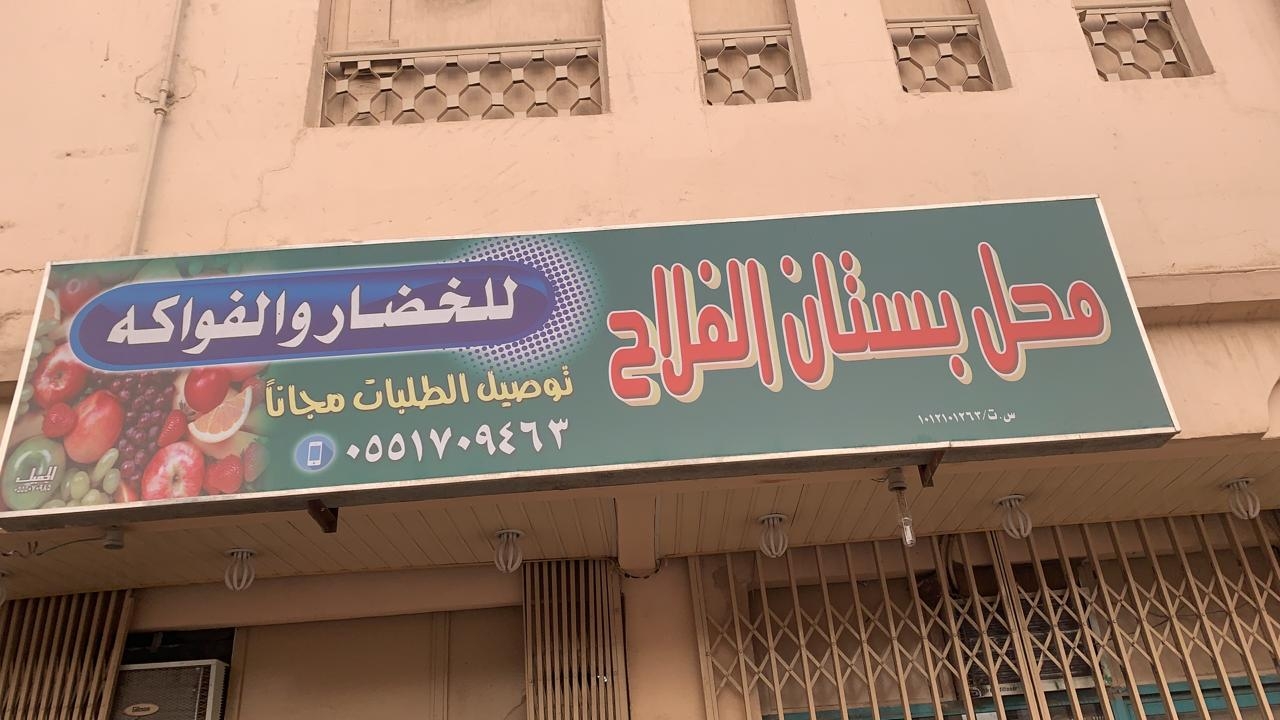 محل بستان الفلاح
للخضار والفواكه
توصيل الطلبات مجاناً
٠٥٥١٧٠٩٤٦٣
س.ت/١٠١٢١٠١٢٦٣